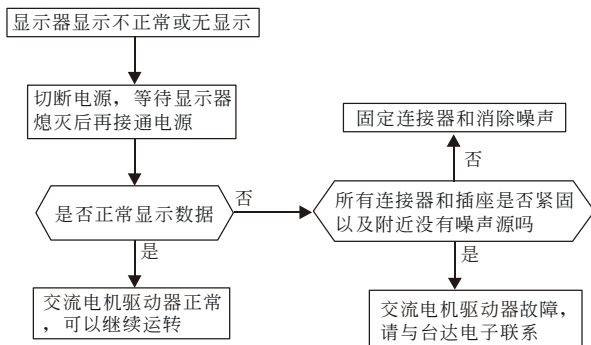 显示器显示不正常或无显示
切断电源，等待显示器
熄灭后再接通电源
是否正常显示数据
否
是
交流电机驱动器正常
，可以继续运转
固定连接器和消除噪声
否
所有连接器和插座是否紧固
以及附近没有噪声源吗
是
交流电机驱动器故障，
请与台达电子联系